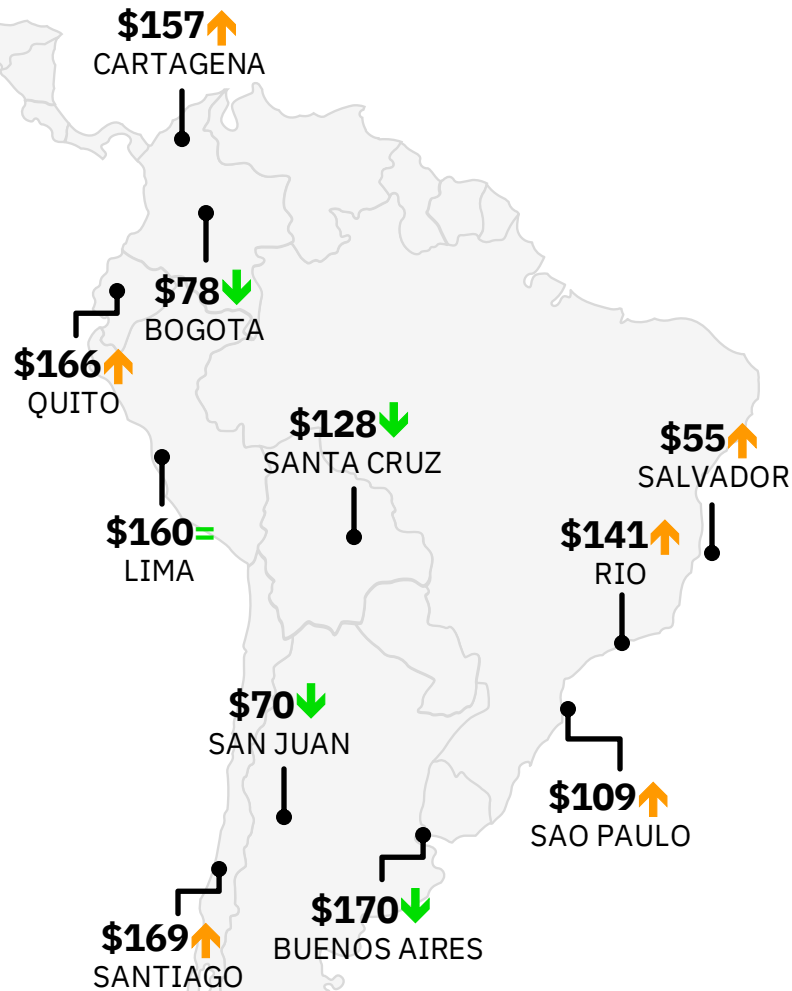 $157↑
CARTAGENA
$78↓
BOGOTA
$166↑
QUITO
$128↓
SANTA CRUZ
$55↑
SALVADOR
$160=
LIMA
$141↑
RIO
$70↓
SAN JUAN
$109↑
SAO PAULO
$170↓
BUENOS AIRES
$169↑
SANTIAGO